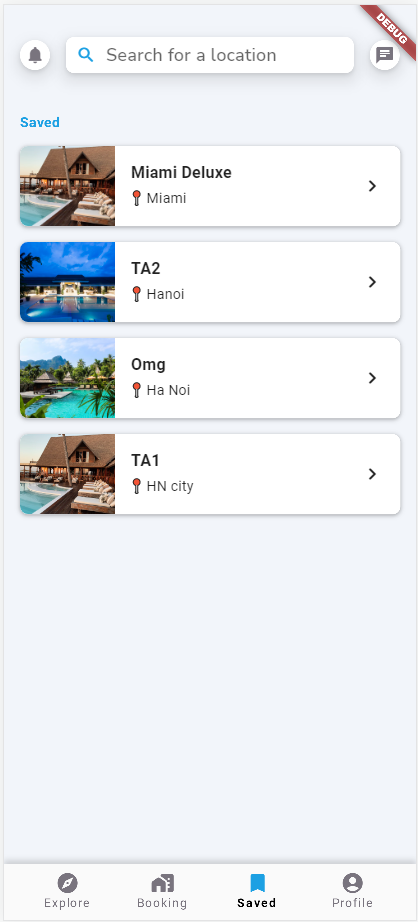 DEBUG
Search for a location
Saved
Miami Deluxe
Miami
TA2
Hanoi
Omg
Ha Noi
TA1
HN city
Explore
Booking
Saved
Profile